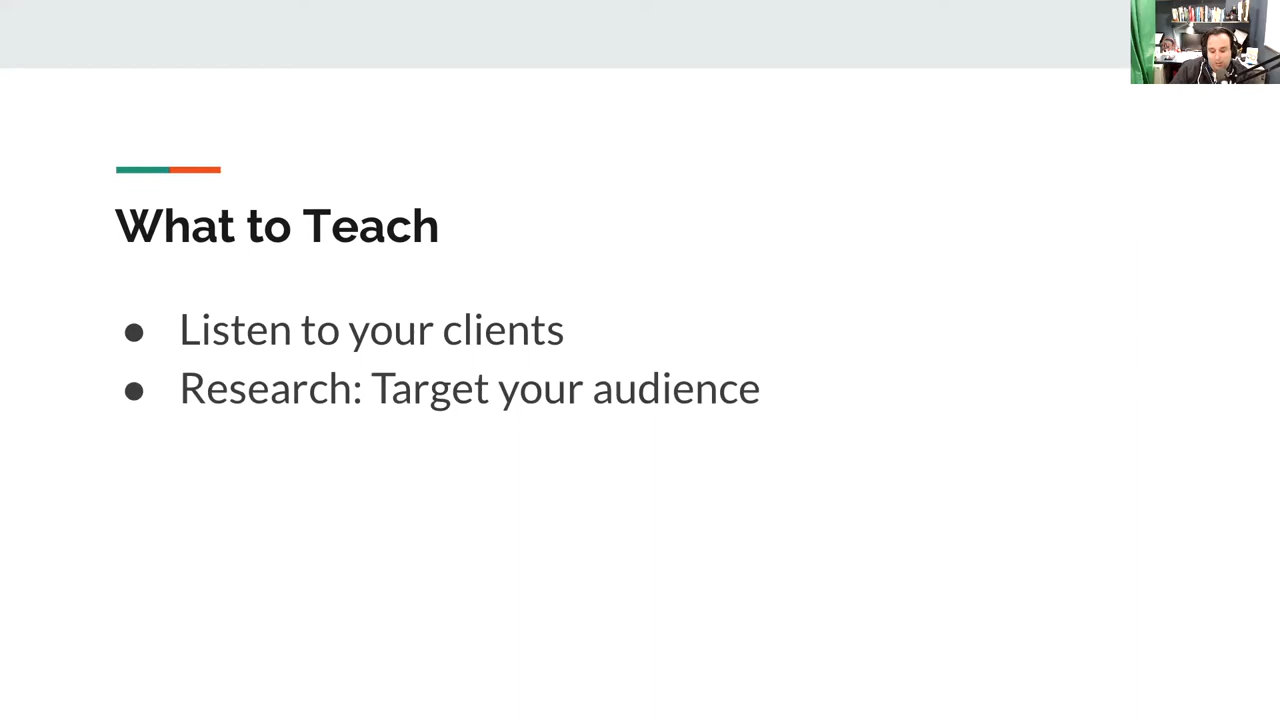 What to Teach
● Listen to your clients
● Research: Target your audience